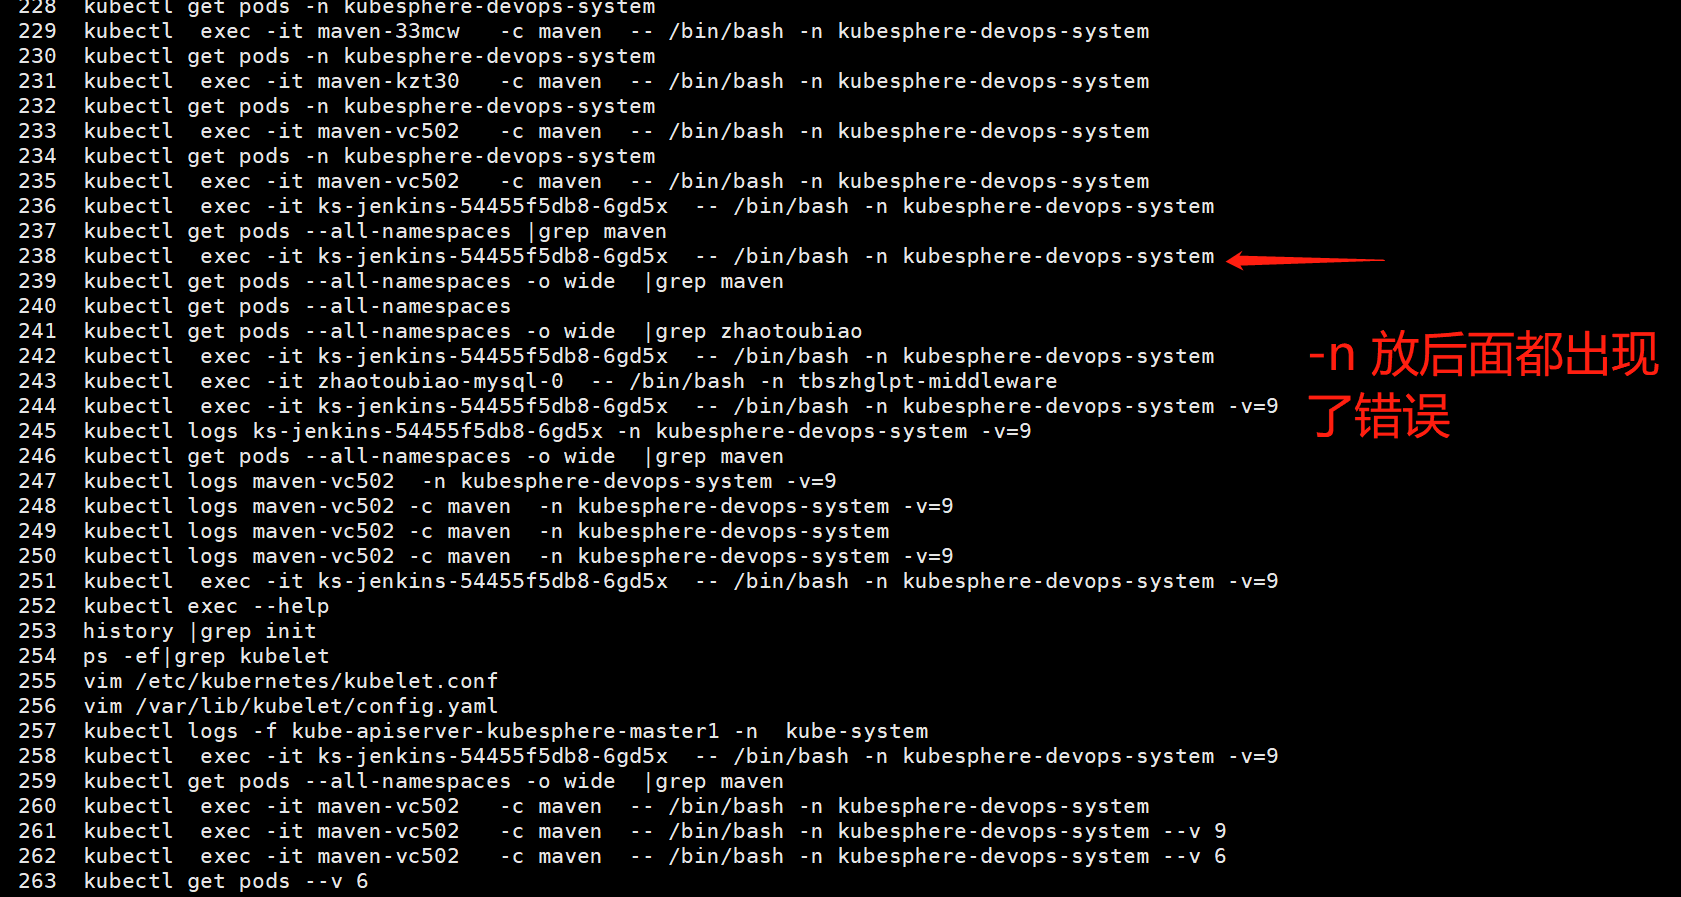 228 kubectl get pods -n kubesphere-devops-system
229 kubectl  exec -it maven-33mcw   -c maven  -- /bin/bash -n kubesphere-devops-system
230 kubectl get pods -n kubesphere-devops-system
231 kubectl  exec -it maven-kzt30   -c maven  -- /bin/bash -n kubesphere-devops-system
232 kubectl get pods -n kubesphere-devops-system
233 kubectl  exec -it maven-vc502   -c maven  -- /bin/bash -n kubesphere-devops-system
234 kubectl get pods -n kubesphere-devops-system
235 kubectl  exec -it maven-vc502   -c maven  -- /bin/bash -n kubesphere-devops-system
236 kubectl  exec -it ks-jenkins-54455f5db8-6gd5x  -- /bin/bash -n kubesphere-devops-system
237 kubectl get pods --all-namespaces |grep maven
238 kubectl  exec -it ks-jenkins-54455f5db8-6gd5x  -- /bin/bash -n kubesphere-devops-system
239 kubectl get pods --all-namespaces -o wide  |grep maven
240 kubectl get pods --all-namespaces
241 kubectl get pods --all-namespaces -o wide  |grep zhaotoubiao
242 kubectl  exec -it ks-jenkins-54455f5db8-6gd5x  -- /bin/bash -n kubesphere-devops-system
243 kubectl  exec -it zhaotoubiao-mysql-0  -- /bin/bash -n tbszhglpt-middleware
244 kubectl  exec -it ks-jenkins-54455f5db8-6gd5x  -- /bin/bash -n kubesphere-devops-system -v=9
245 kubectl logs ks-jenkins-54455f5db8-6gd5x -n kubesphere-devops-system -v=9
246 kubectl get pods --all-namespaces -o wide  |grep maven
247 kubectl logs maven-vc502  -n kubesphere-devops-system -v=9
248 kubectl logs maven-vc502 -c maven  -n kubesphere-devops-system -v=9
249 kubectl logs maven-vc502 -c maven  -n kubesphere-devops-system
250 kubectl logs maven-vc502 -c maven  -n kubesphere-devops-system -v=9
251 kubectl  exec -it ks-jenkins-54455f5db8-6gd5x  -- /bin/bash -n kubesphere-devops-system -v=9
252 kubectl exec --help
253 history |grep init
254 ps -ef|grep kubelet
255 vim /etc/kubernetes/kubelet.conf
256 vim /var/lib/kubelet/config.yaml
257 kubectl logs -f kube-apiserver-kubesphere-master1 -n  kube-system
258 kubectl  exec -it ks-jenkins-54455f5db8-6gd5x  -- /bin/bash -n kubesphere-devops-system -v=9
259 kubectl get pods --all-namespaces -o wide  |grep maven
260 kubectl  exec -it maven-vc502   -c maven  -- /bin/bash -n kubesphere-devops-system
261 kubectl  exec -it maven-vc502   -c maven  -- /bin/bash -n kubesphere-devops-system --v 9
262 kubectl  exec -it maven-vc502   -c maven  -- /bin/bash -n kubesphere-devops-system --v 6
263 kubectl get pods --v 6
-n 放后面都出现
了错误